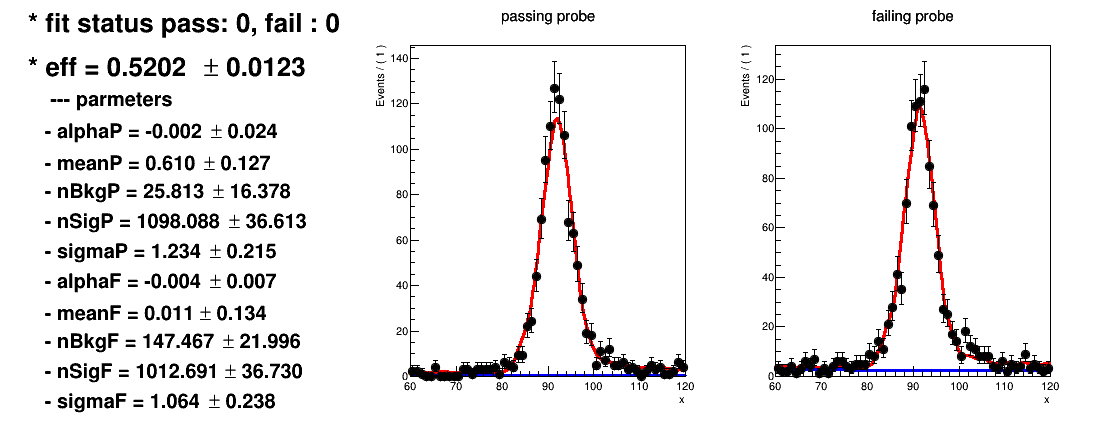 * fit status pass: 0, fail : 0
* eff = 0.5202 ± 0.0123
--- parmeters
- alphaP = -0.002 ± 0.024
- meanP = 0.610 ± 0.127
- nBkgP = 25.813 ± 16.378
- nSigP = 1098.088 ± 36.613
- sigmaP = 1.234 ± 0.215
- alphaF = -0.004 ± 0.007
- meanF = 0.011 ± 0.134
- nBkgF = 147.467 ± 21.996
- nSigF = 1012.691 ± 36.730
- sigmaF = 1.064 ± 0.238
passing probe
Events / ( 1 )
140
120
100
80
60
40
20
0
60 70 80 90 100 110 120
x
failing probe
Events / ( 1 )
120
100
80
60
40
20
0
60 70 80 90 100 110 120
x